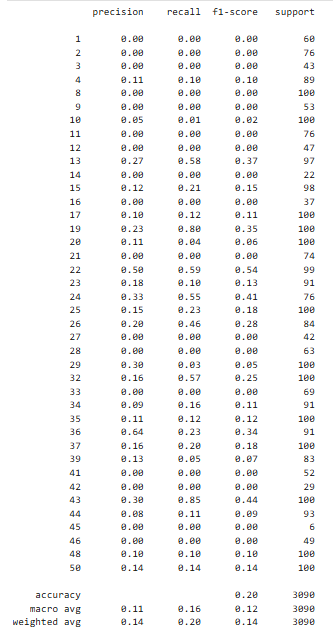 precision recall f1-score support
1 0.00 0.00 0.00 60
2 0.00 0.00 0.00 76
3 0.00 0.00 0.00 43
4 0.11 0.10 0.10 89
8 0.00 0.00 0.00 100
9 0.00 0.00 0.00 53
10 0.05 0.01 0.02 100
11 0.00 0.00 0.00 76
12 0.00 0.00 0.00 47
13 0.27 0.58 0.37 97
14 0.00 0.00 0.00 22
15 0.12 0.21 0.15 98
16 0.00 0.00 0.00 37
17 0.10 0.12 0.11 100
19 0.23 0.80 0.35 100
20 0.11 0.04 0.06 100
21 0.00 0.00 0.00 74
22 0.50 0.59 0.54 99
23 0.18 0.10 0.13 91
24 0.33 0.55 0.41 76
25 0.15 0.23 0.18 100
26 0.20 0.46 0.28 84
27 0.00 0.00 0.00 42
28 0.00 0.00 0.00 63
29 0.30 0.03 0.05 100
32 0.16 0.57 0.25 100
33 0.00 0.00 0.00 69
34 0.09 0.16 0.11 91
35 0.11 0.12 0.12 100
36 0.64 0.23 0.34 91
37 0.16 0.20 0.18 100
39 0.13 0.05 0.07 83
41 0.00 0.00 0.00 52
42 0.00 0.00 0.00 29
43 0.30 0.85 0.44 100
44 0.08 0.11 0.09 93
45 0.00 0.00 0.00 6
46 0.00 0.00 0.00 49
48 0.10 0.10 0.10 100
50 0.14 0.14 0.14 100
accuracy 0.20 3090
macro avg 0.11 0.16 0.12 3090
weighted avg 0.14 0.20 0.14 3090